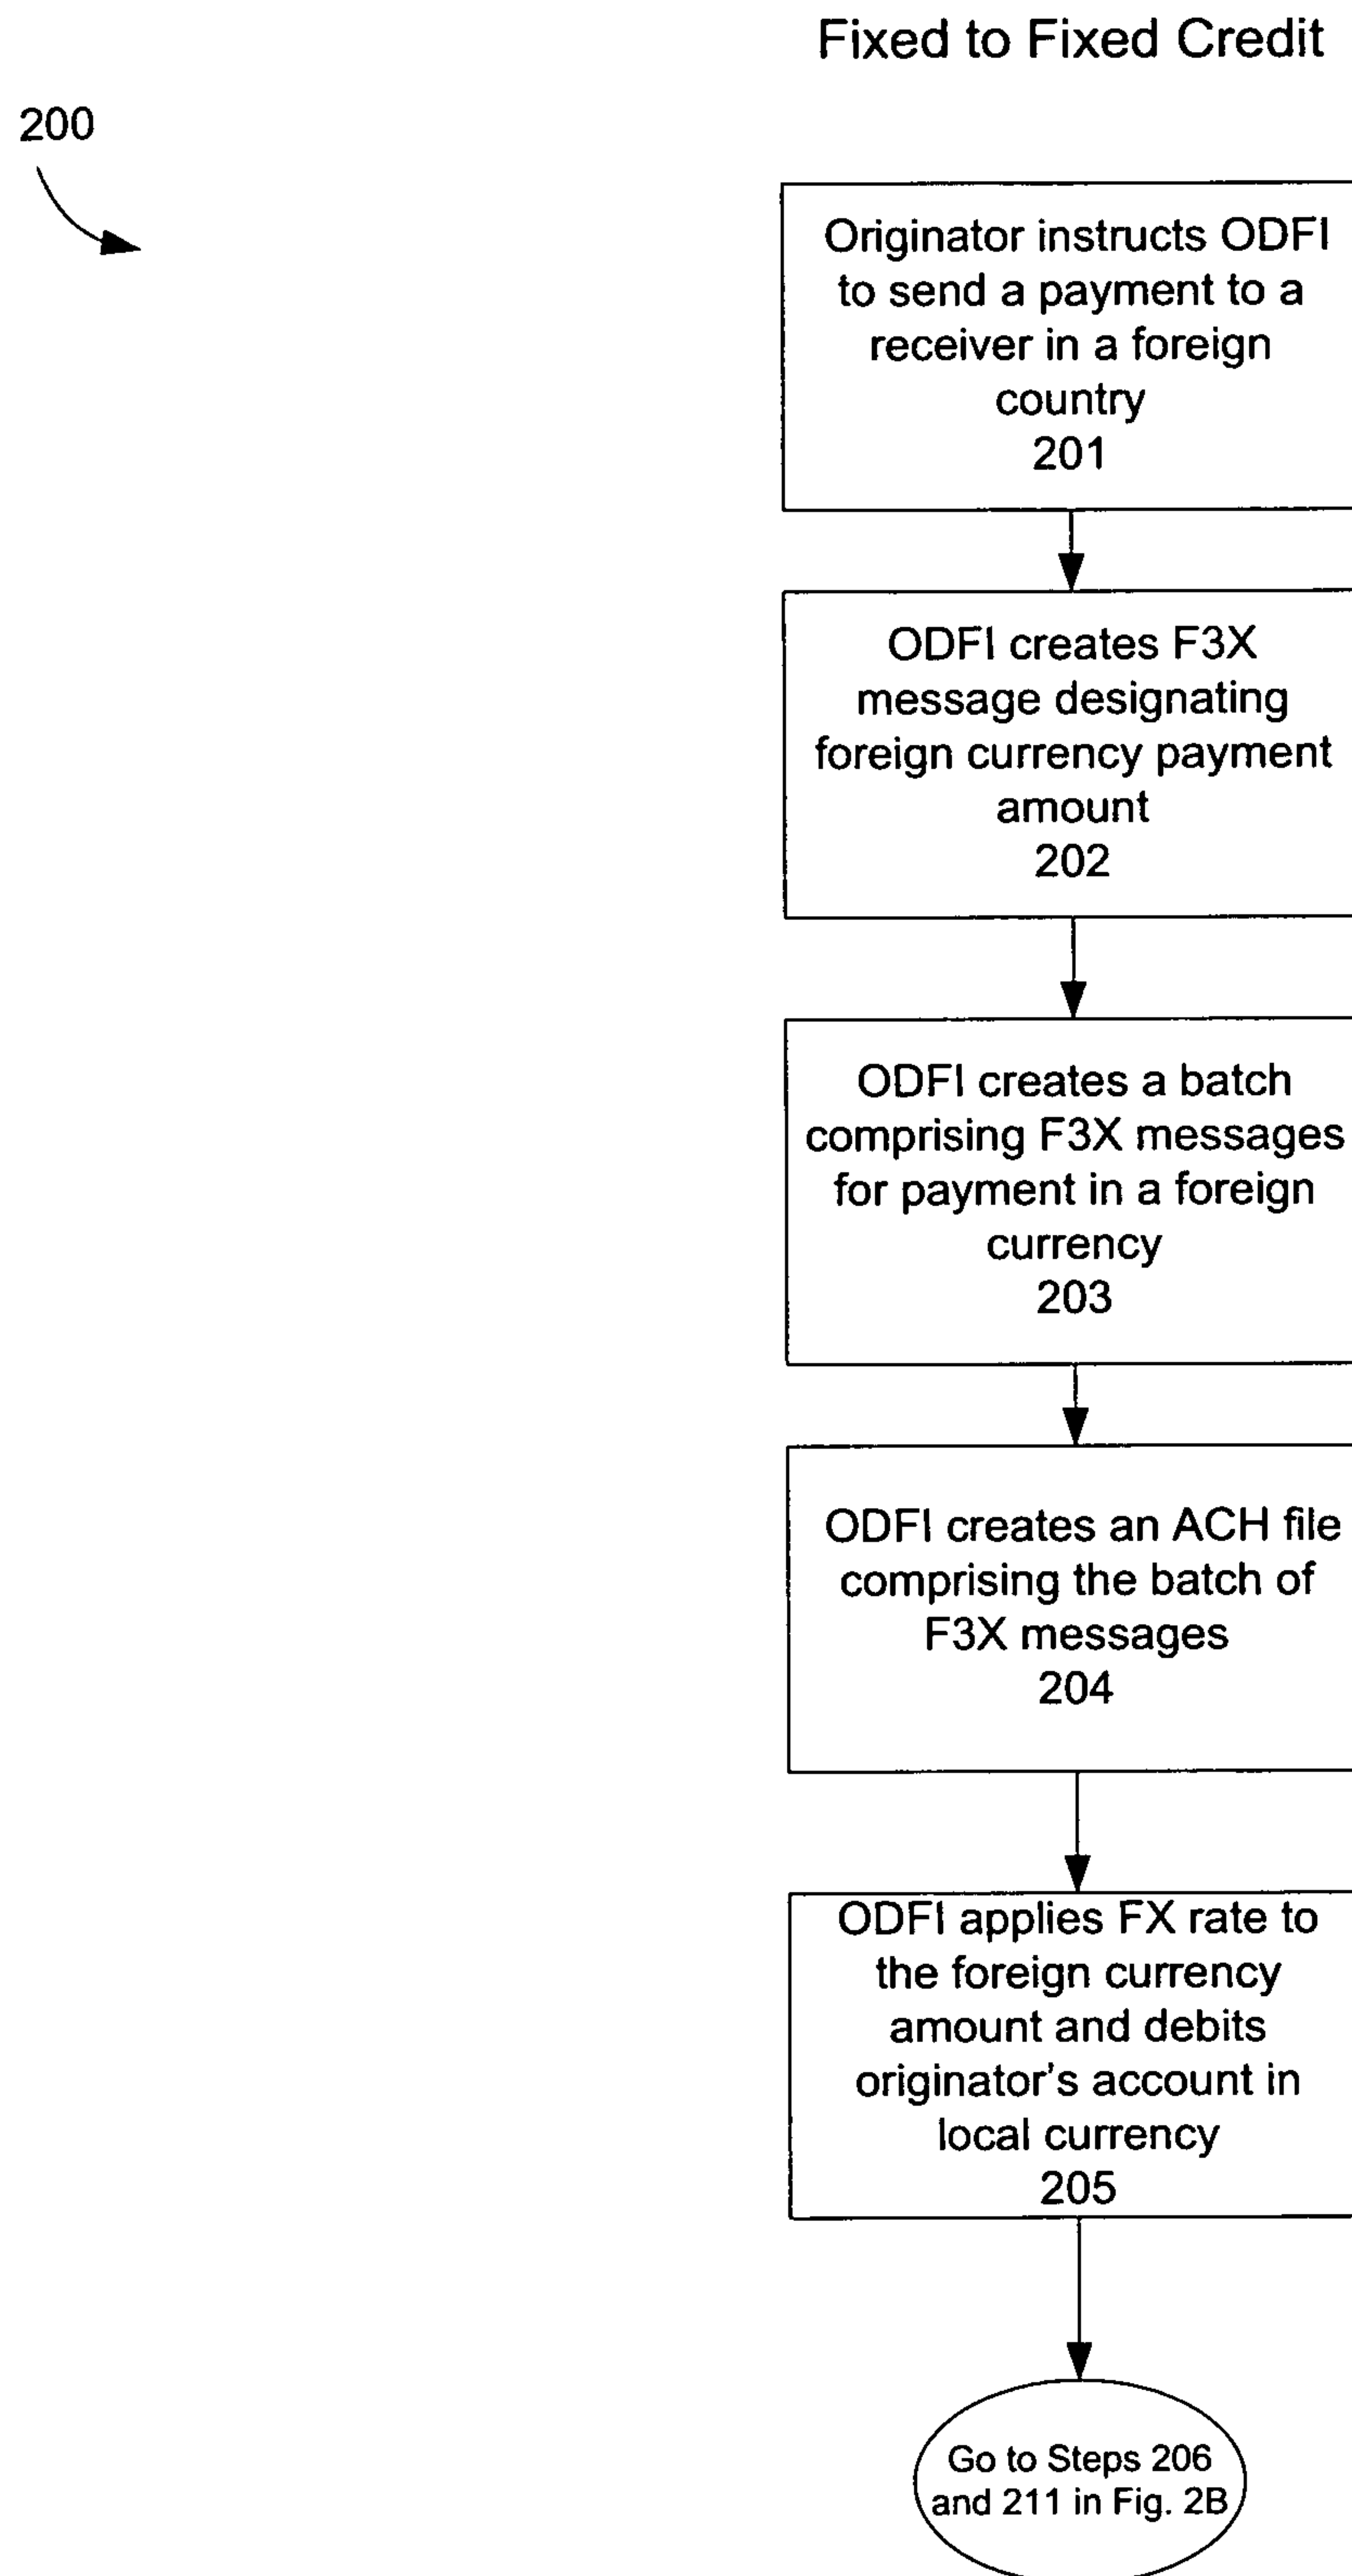 Fixed to Fixed Credit
200
Originator instructs ODFI
to send a payment to a
receiver in a foreign
country
201
ODFI creates F3X
message designating
foreign currency payment
amount
202
ODFI creates a batch
comprising F3X messages
for payment in a foreign
currency
203
ODFI creates an ACH file
comprising the batch of
F3X messages
204
ODFI applies FX rate to
the foreign currency
amount and debits
originator's account in
local currency
205
Go to Steps 206
and 211 in Fig. 2B